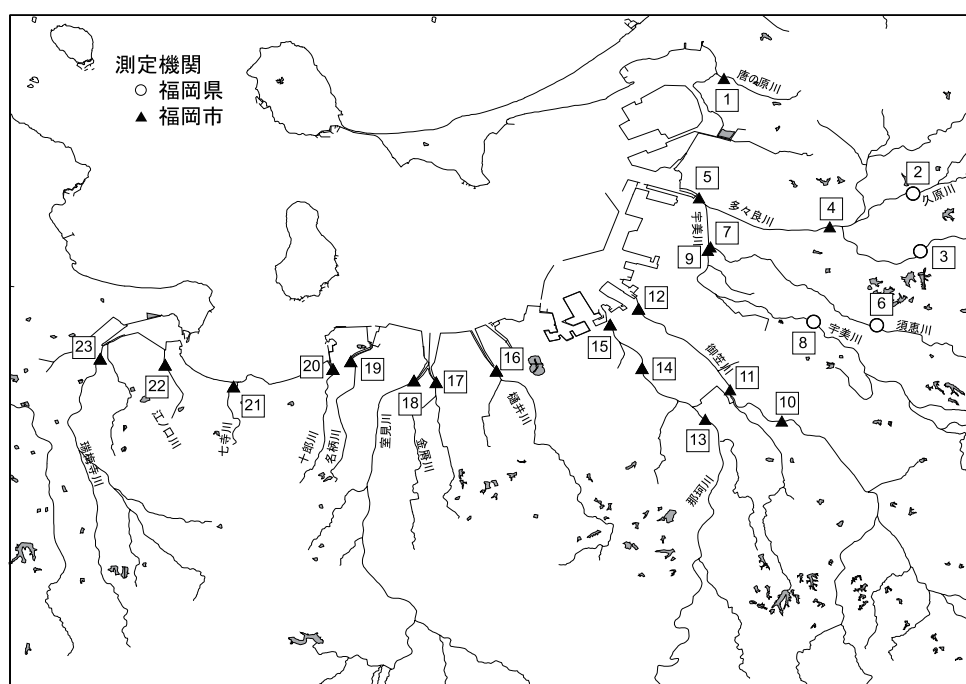 測定機関
福岡県
福岡市
唐の原川
1
2
久原川
5
多々良川
4
宇美川
7
9
3
6
須恵川
12
8
宇美川
15
御笠川
14
11
10
13
那珂川
23
22
江ノ口川
21
七寺川
瑞梅寺川
20
19
十郎川
名柄川
18
室見川
17
金屑川
16
樋井川